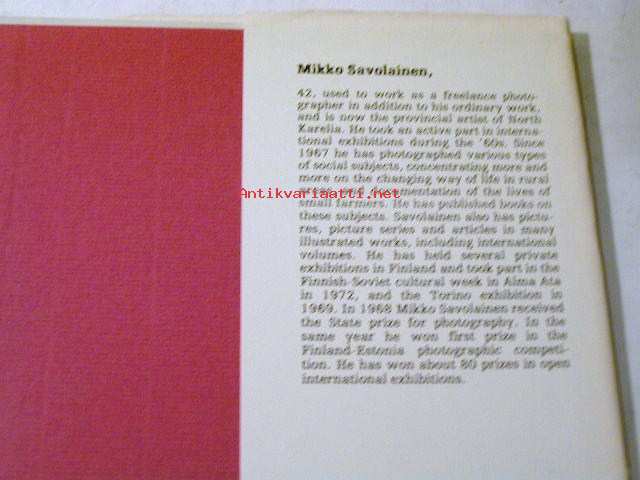 Mikko Savolainen,
42, used to work as a freelance photo-
grapher in addition to his ordinary work,
and is now the provincial artist of North
Karelia. He took an active part in interna-
tional exhibitions during the '60s. Since
1967 he has photographed various types
of social subjects, concentrating more and
more on the changing way of life in rural
areas and documentation of the lives of
Antikvariaatti.net
small farmers. He has published books on
these subjects. Savolainen also has pictu-
res, picture series and articles in many
illustrated works, including international
volumes. He has held several private
exhibitions in Finland and took part in the
Finnish-Soviet cultural week in Alma Ata
in 1972, and the Torino exhibition in
1969. In 1968 Mikko Savolainen received
the State prize for photography. In the
same year he won first prize in the
Finland-Estonia photographic competi-
tion. He has won about 80 prizes in open
international exhibitions.